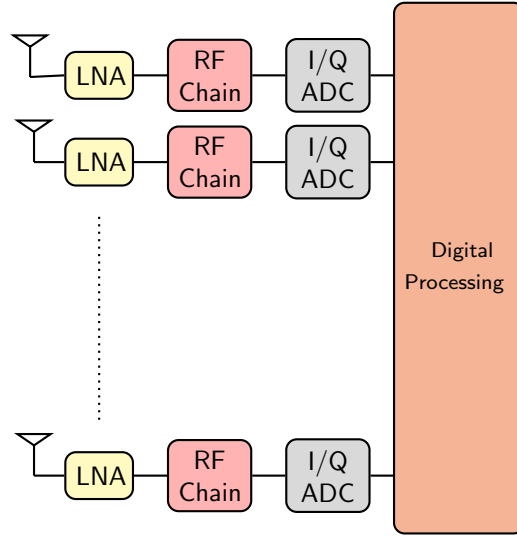 LNA
RF
Chain
I/Q
ADC
LNA
RF
Chain
I/Q
ADC
Digital
Processing
LNA
RF
Chain
I/Q
ADC